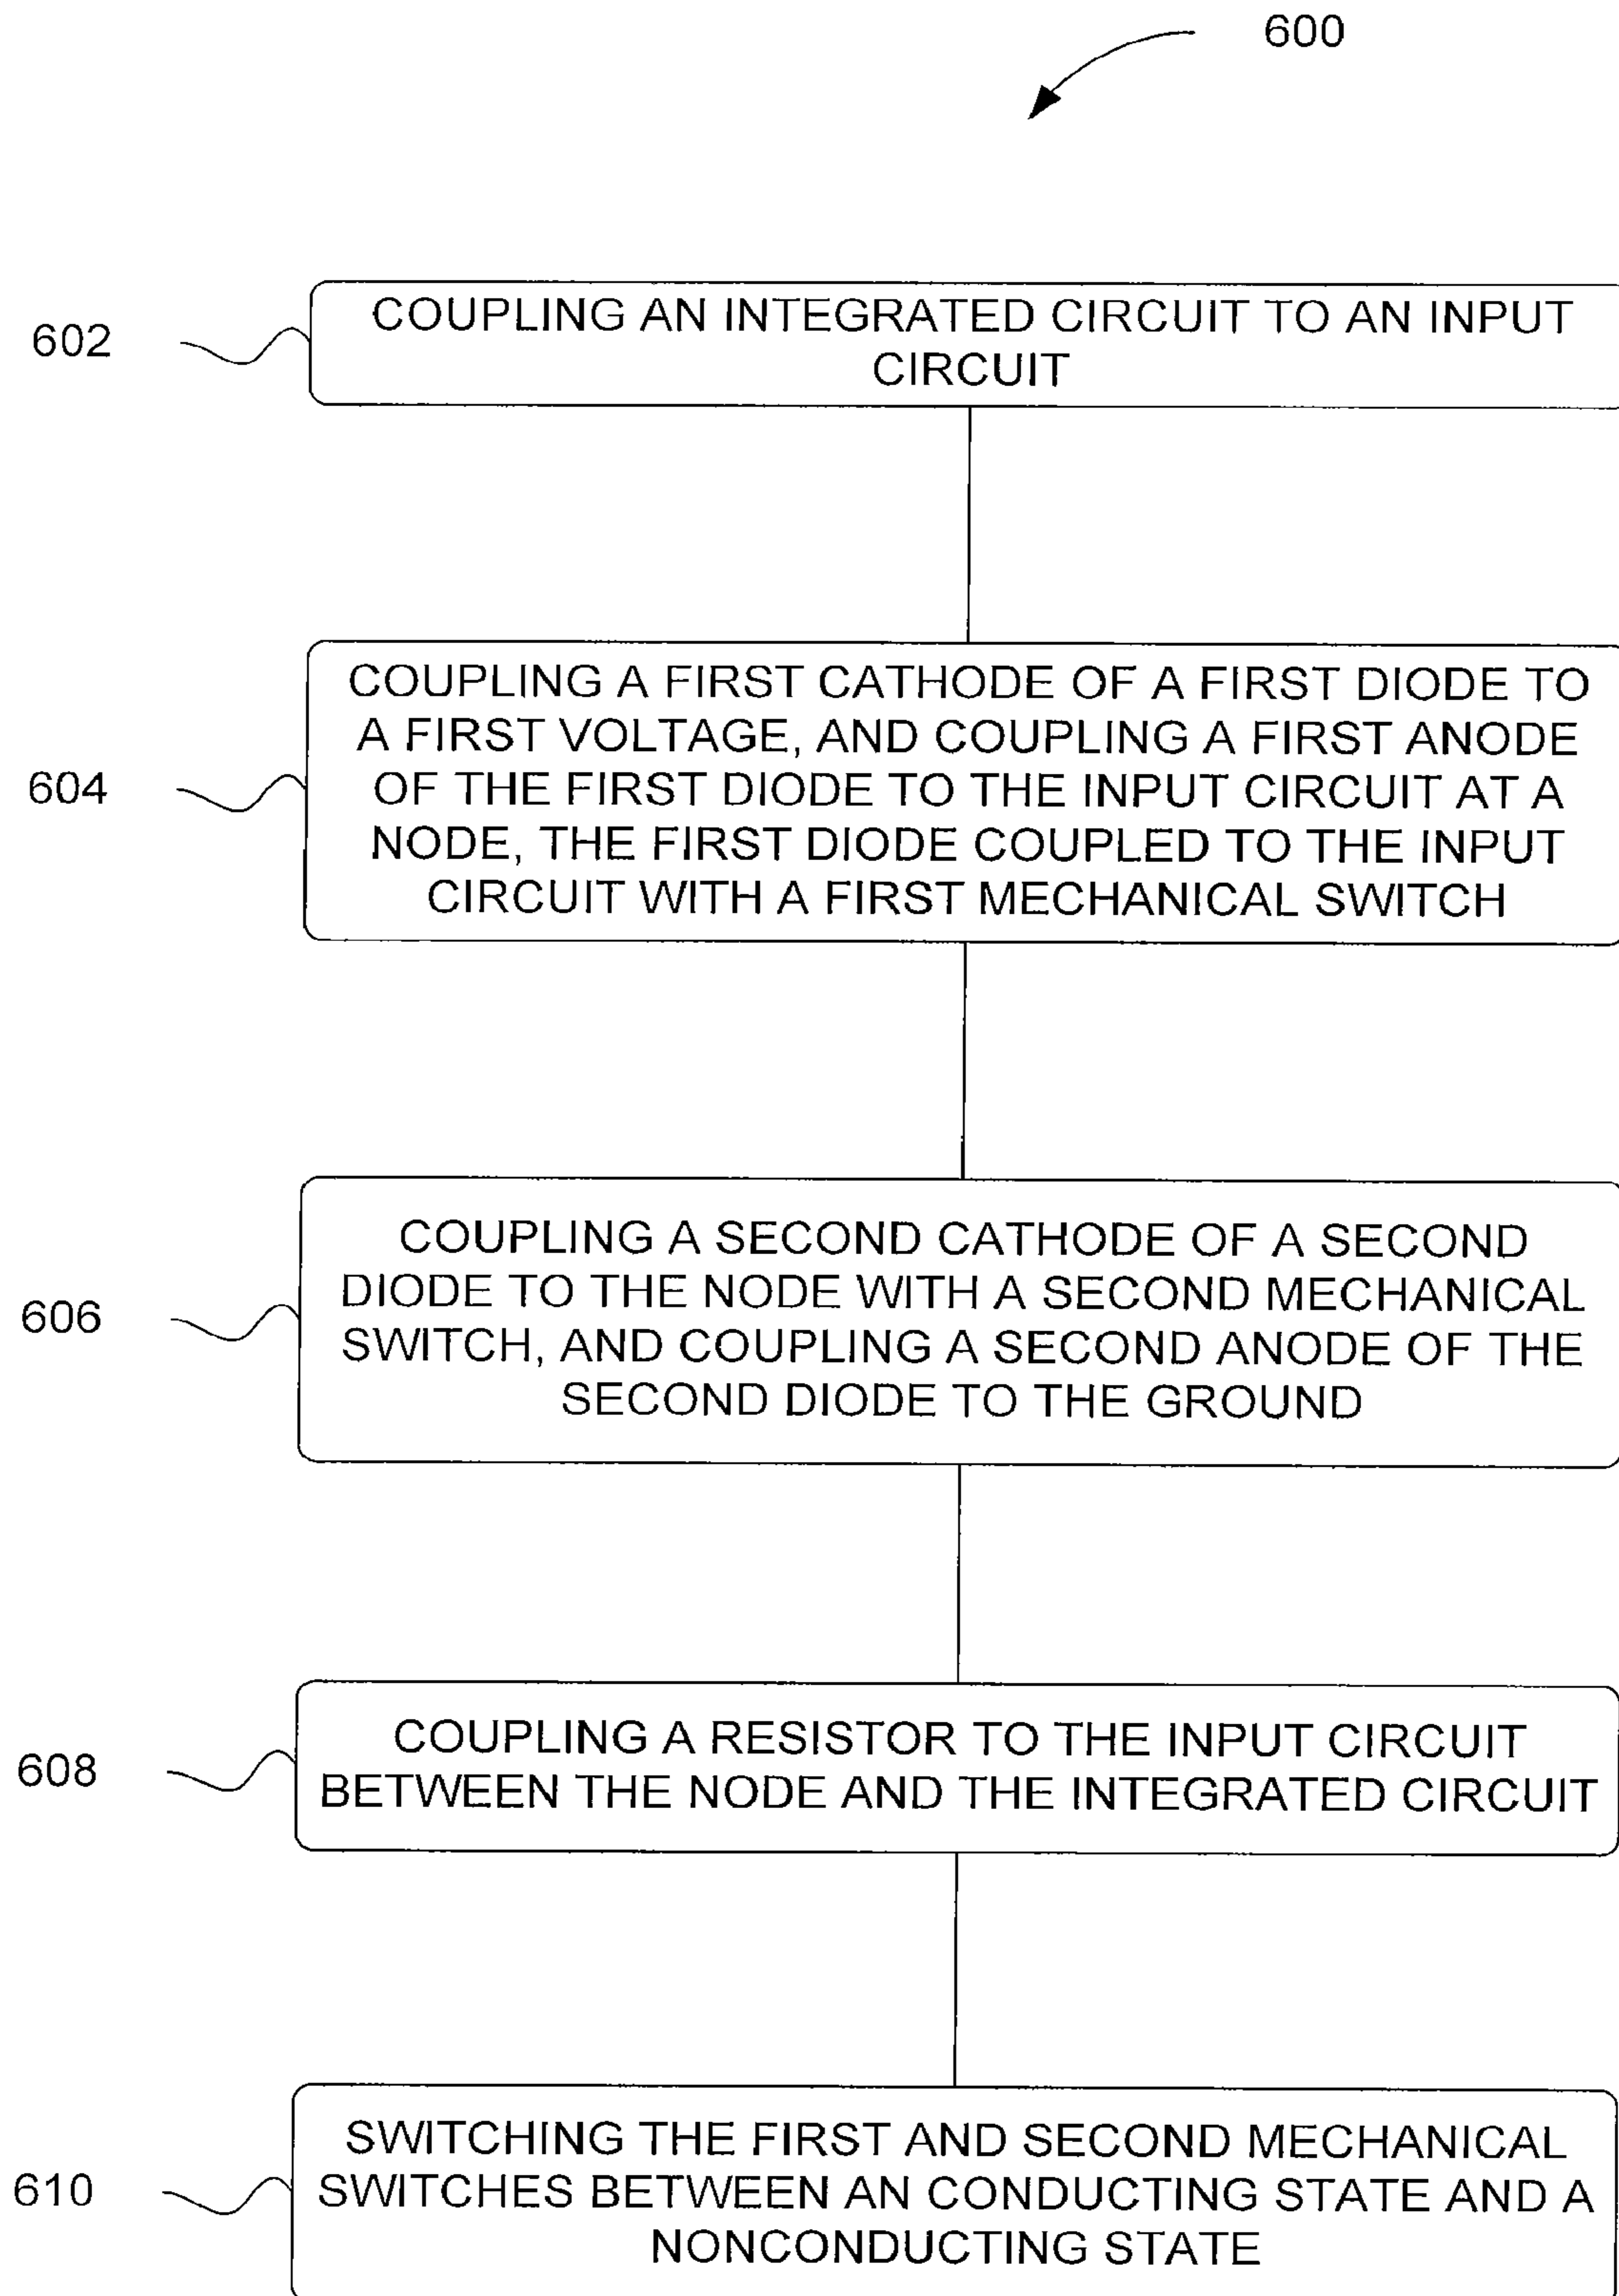 600
602
COUPLING AN INTEGRATED CIRCUIT TO AN INPUT
CIRCUIT
604
COUPLING A FIRST CATHODE OF A FIRST DIODE TO
A FIRST VOLTAGE, AND COUPLING A FIRST ANODE
OF THE FIRST DIODE TO THE INPUT CIRCUIT AT A
NODE, THE FIRST DIODE COUPLED TO THE INPUT
CIRCUIT WITH A FIRST MECHANICAL SWITCH
606
COUPLING A SECOND CATHODE OF A SECOND
DIODE TO THE NODE WITH A SECOND MECHANICAL
SWITCH, AND COUPLING A SECOND ANODE OF THE
SECOND DIODE TO THE GROUND
608
COUPLING A RESISTOR TO THE INPUT CIRCUIT
BETWEEN THE NODE AND THE INTEGRATED CIRCUIT
610
SWITCHING THE FIRST AND SECOND MECHANICAL
SWITCHES BETWEEN AN CONDUCTING STATE AND A
NONCONDUCTING STATE